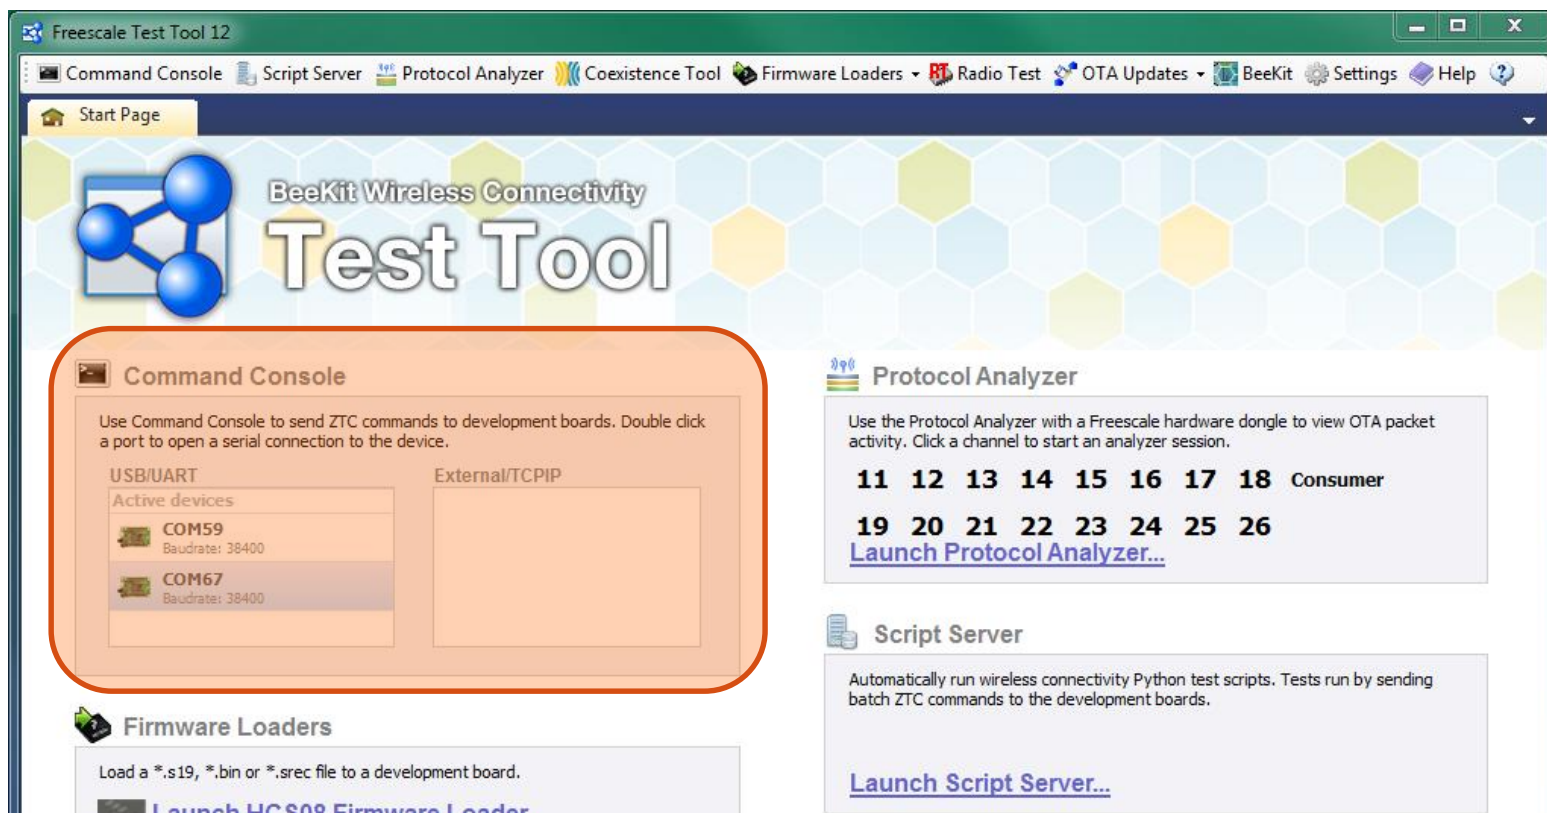 Freescale Test Tool 12
Command Console Script Server Protocol Analyzer Coexistence Tool Firmware Loaders Radio Test OTA Updates BeeKit Settings Help
Start Page
BeeKit Wireless Connectivity
Test Tool
Command Console
Use Command Console to send ZTC commands to development boards. Double click
a port to open a serial connection to the device.
USB/UART External/TCPIP
Active devices
COM59
Baudrate: 38400
COM67
Baudrate: 38400
Firmware Loaders
Load a *.s19, *.bin or *.srec file to a development board.
Launch HCS08 Firmware Loader
Protocol Analyzer
Use the Protocol Analyzer with a Freescale hardware dongle to view OTA packet
activity. Click a channel to start an analyzer session.
11 12 13 14 15 16 17 18 Consumer
19 20 21 22 23 24 25 26
Launch Protocol Analyzer...
Script Server
Automatically run wireless connectivity Python test scripts. Tests run by sending
batch ZTC commands to the development boards.
Launch Script Server...